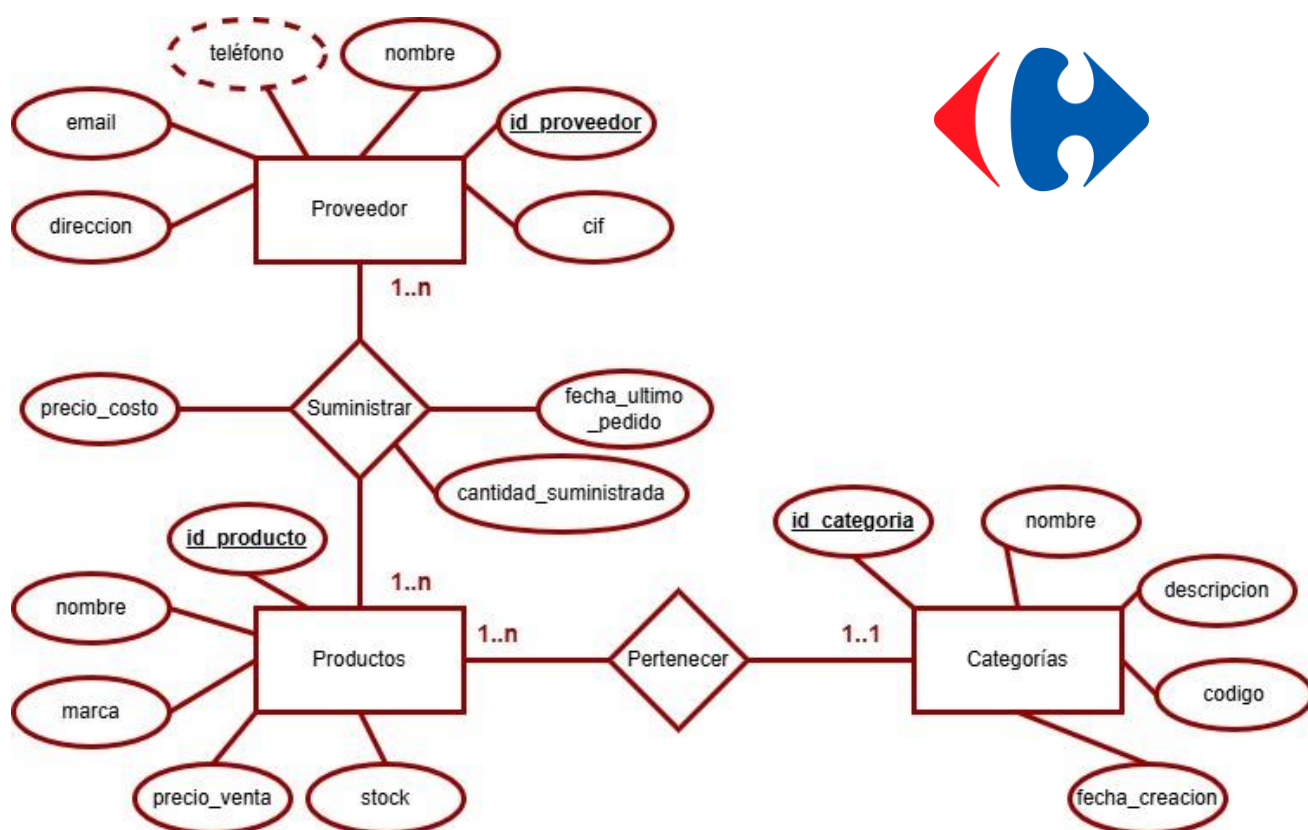 teléfono
nombre
email
id_proveedor
Proveedor
direccion
cif
1..n
precio_costo
Suministrar
fecha_ultimo
_pedido
cantidad_suministrada
id_producto
id_categoria
nombre
1..n
nombre
descripcion
1..n
1..1
Productos
Pertenecer
Categorías
marca
codigo
precio_venta
stock
fecha_creacion